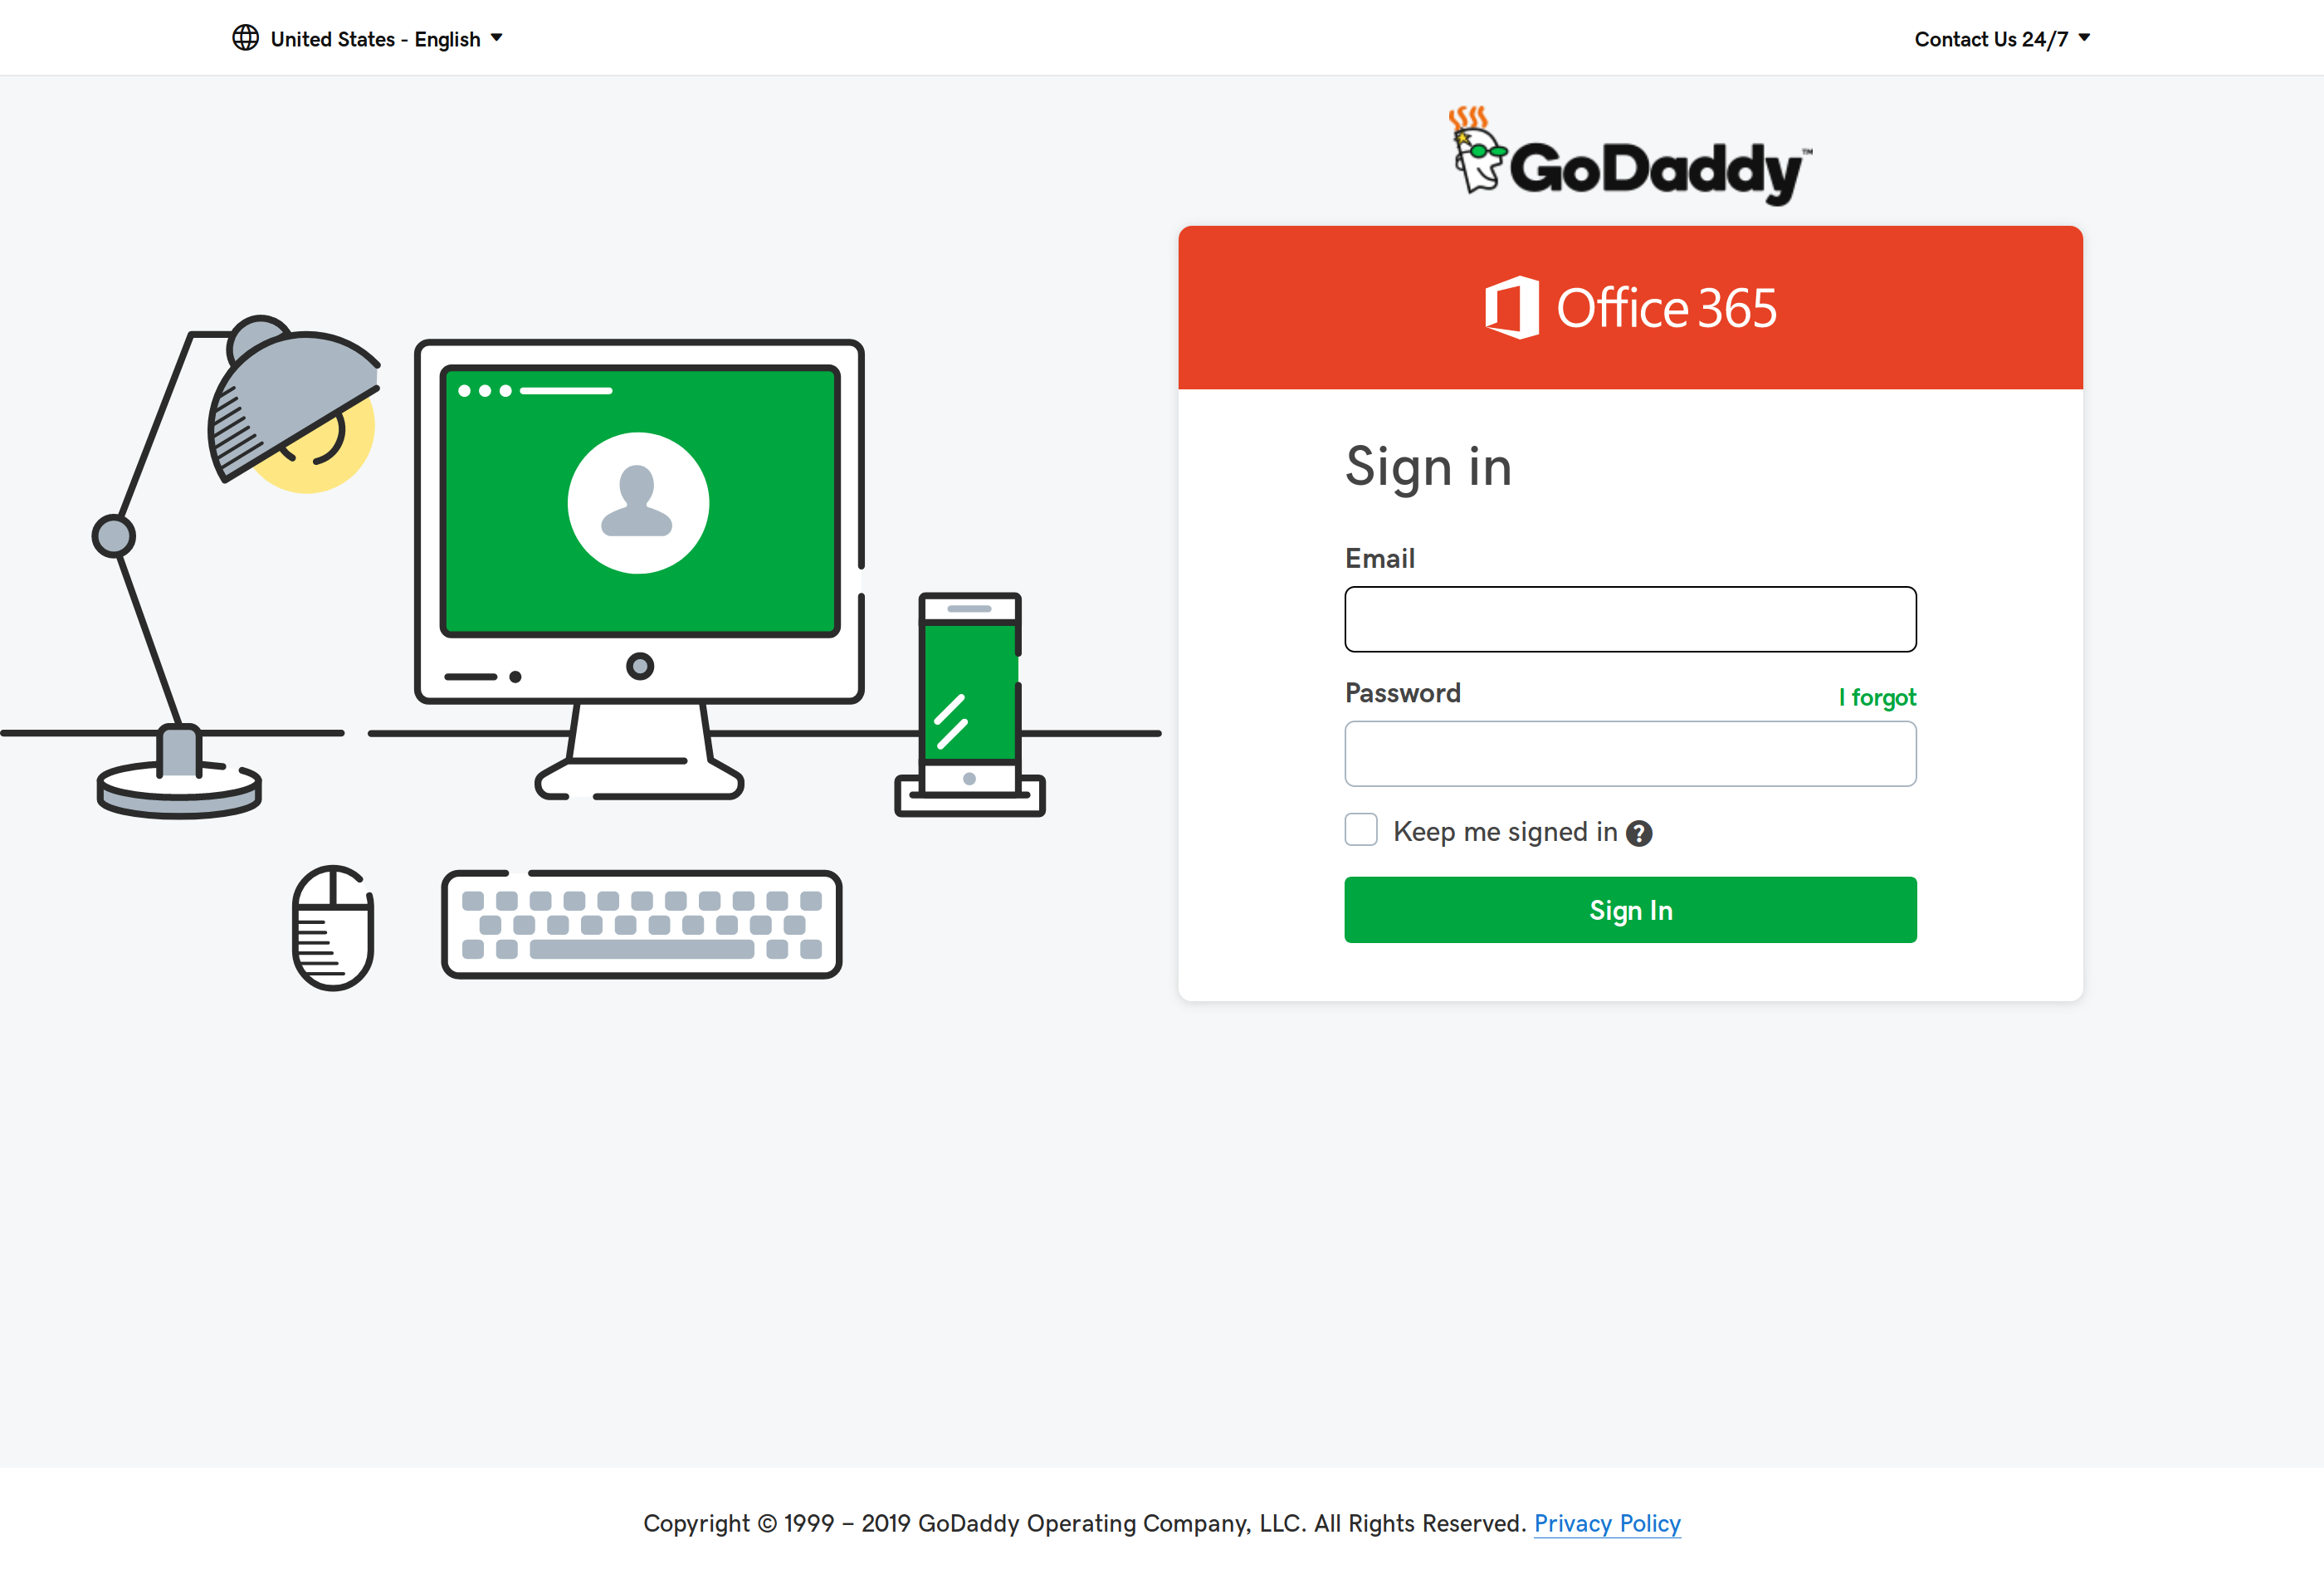 United States - English
Contact Us 24/7
GoDaddy™
Office 365
Sign in
Email
Password
I forgot
Keep me signed in ?
Sign In
Copyright © 1999 – 2019 GoDaddy Operating Company, LLC. All Rights Reserved. Privacy Policy